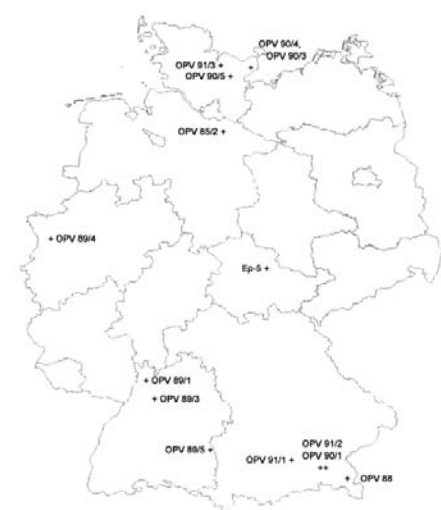 OPV 90/4,
OPV 91/3 + OPV 90/3
OPV 90/5 + +
OPV 85/2 +
+ OPV 89/4
Ep-5 +
+ OPV 89/1
+ OPV 89/3
OPV 91/2
OPV 89/5 + OPV 90/1
OPV 91/1 + ++
+ OPV 88